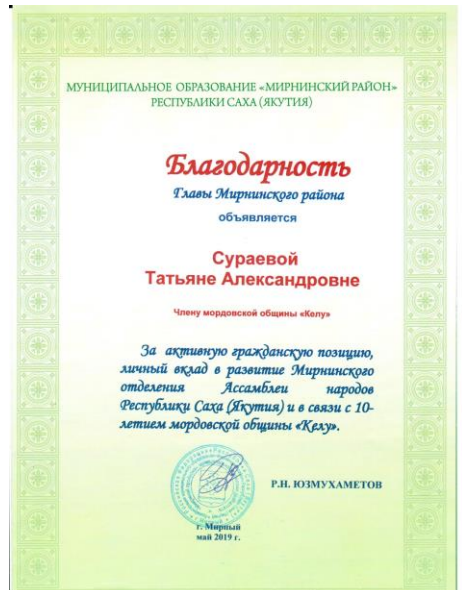 МУНИЦИПАЛЬНОЕ ОБРАЗОВАНИЕ «МИРНИНСКИЙ РАЙОН»
РЕСПУБЛИКИ САХА (ЯКУТИЯ)
Благодарность
Главы Мирнинского района
объявляется
Сураевой
Татьяне Александровне
Члену мордовской общины «Келу»
За активную гражданскую позицию,
личный вклад в развитие Мирнинского
отделения Ассамблеи народов
Республики Саха (Якутия) и в связи с 10-
летием мордовской общины «Келу».
Р.Н. ЮЗМУХАМЕТОВ
г. Мирный
май 2019 г.